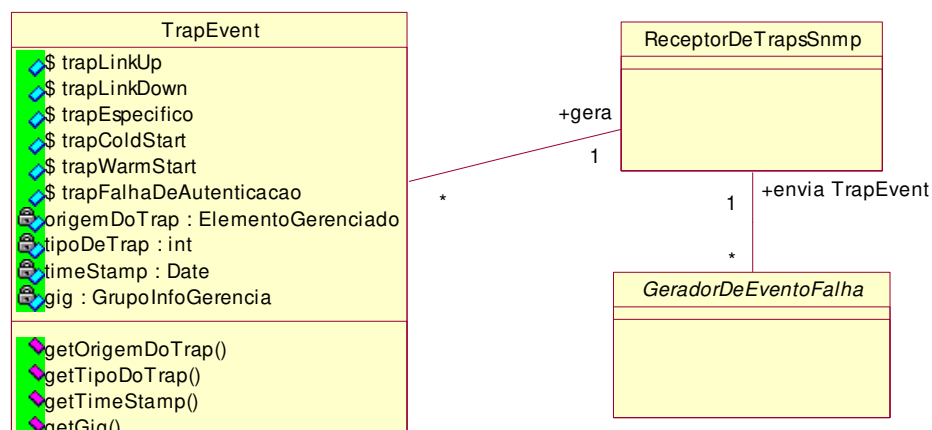 TrapEvent
$ trapLinkUp
$ trapLinkDown
$ trapEspecifico
$ trapColdStart
$ trapWarmStart
$ trapFalhaDeAutenticacao
origemDoTrap : ElementoGerenciado
tipoDeTrap : int
timeStamp : Date
gig : GrupoInfoGerencia
getOrigemDoTrap()
getTipoDoTrap()
getTimeStamp()
getGig()
ReceptorDeTrapsSnmp
+gera
1
*
+envia TrapEvent
1
*
GeradorDeEventoFalha